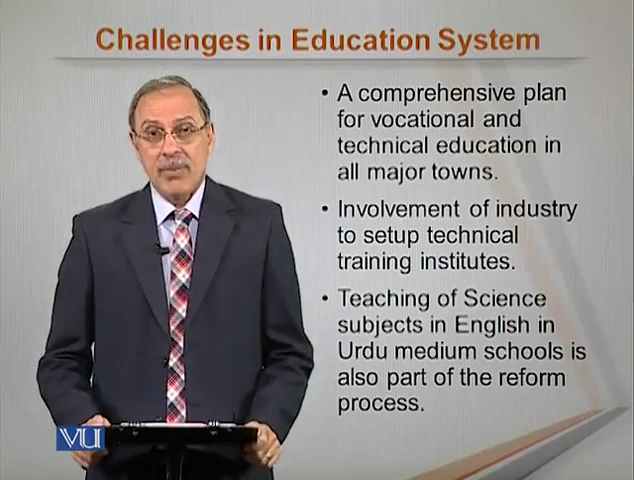 Challenges in Education System
• A comprehensive plan
for vocational and
technical education in
all major towns.
• Involvement of industry
to setup technical
training institutes.
• Teaching of Science
subjects in English in
Urdu medium schools is
also part of the reform
process.
VU